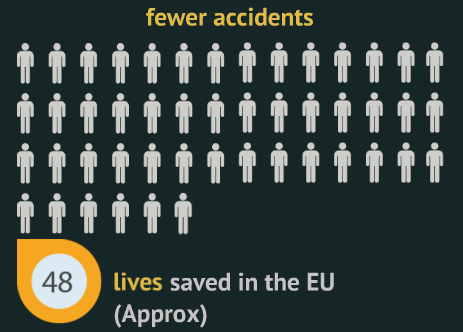 fewer accidents
48
lives saved in the EU
(Approx)